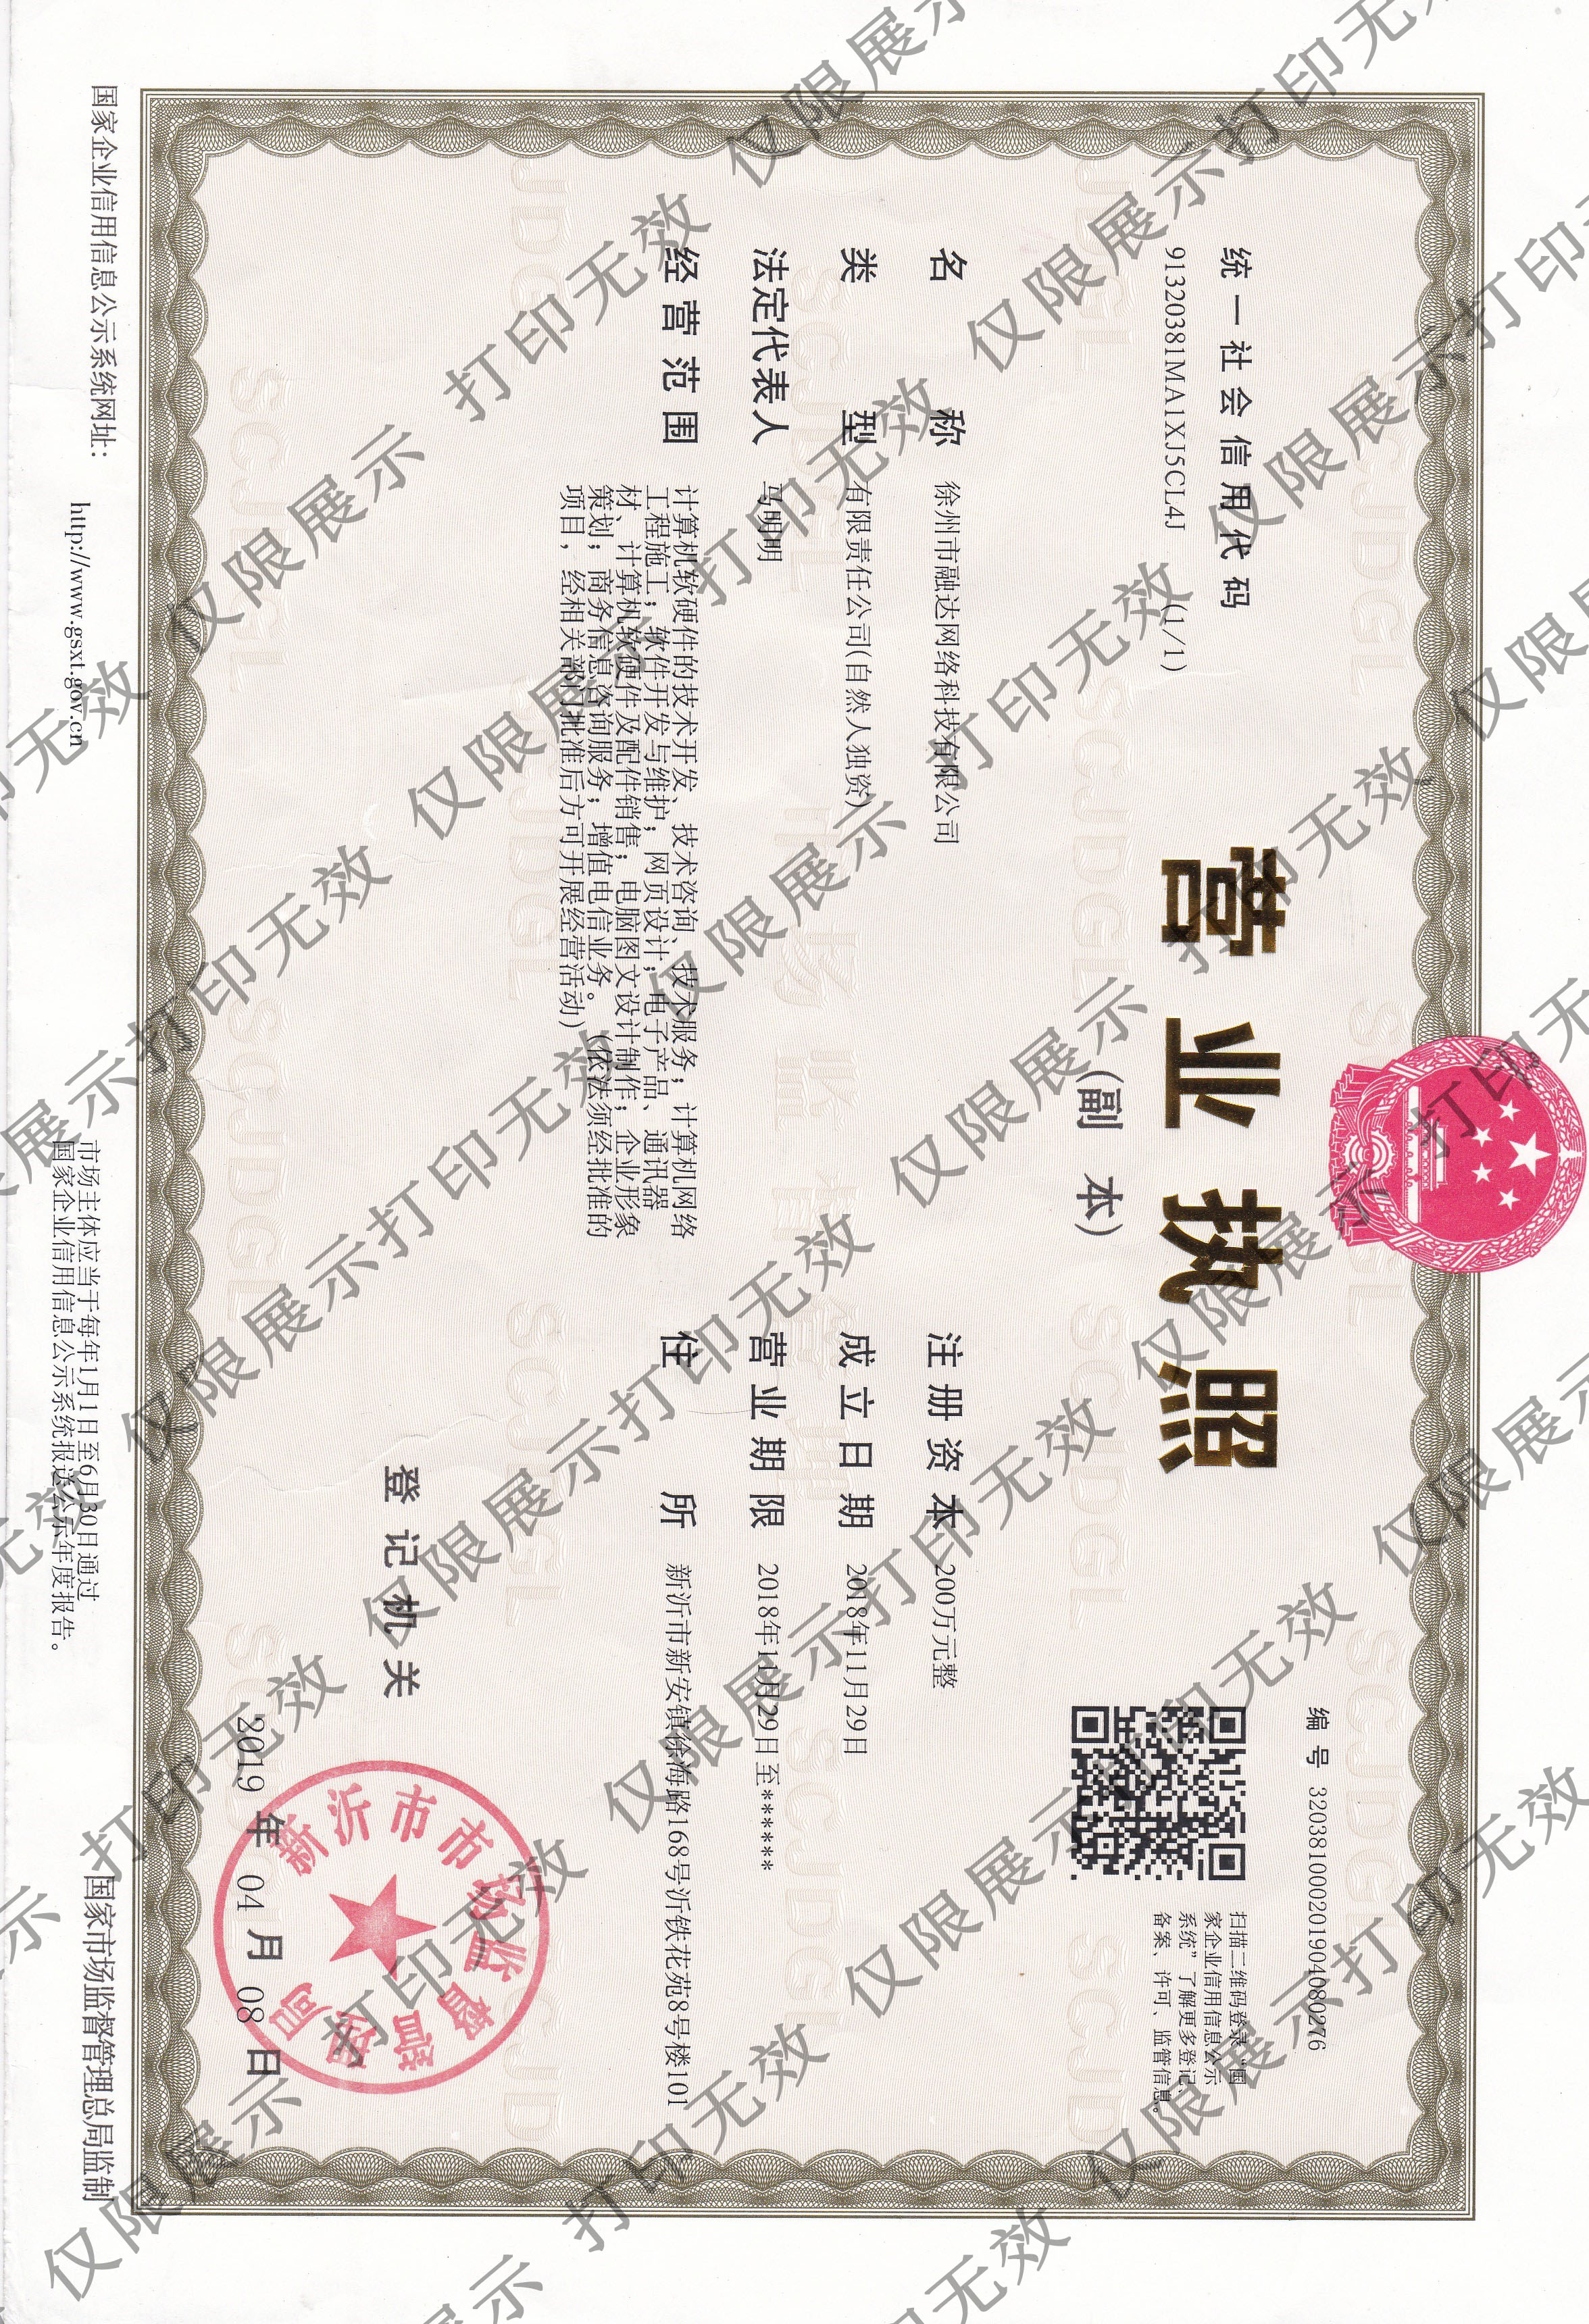 编号 320381000201904080276
统一社会信用代码
91320381MA1XJ5CL4J (1/1)
营业执照
(副本)
扫描二维码登录“国
家企业信用信息公示
系统”了解更多登记、
备案、许可、监管信息。
名称 徐州市融达网络科技有限公司
类型 有限责任公司(自然人独资)
法定代表人 马明明
经营范围 计算机软硬件的技术开发、技术咨询、技术服务；计算机网络
工程施工；软件开发与维护；网页设计；电子产品、通讯器
材、计算机软硬件及配件销售；电脑图文设计制作；企业形象
策划；商务信息咨询服务；增值电信业务。（依法须经批准的
项目，经相关部门批准后方可开展经营活动）
注册资本 200万元整
成立日期 2018年11月29日
营业期限 2018年11月29日至******
住所 新沂市新安镇徐海路168号沂铁花苑8号楼101
登记机关
新沂市市场监督管理局
2019年04月08日
国家企业信用信息公示系统网址：
http://www.gsxt.gov.cn
市场主体应当于每年1月1日至6月30日通过
国家企业信用信息公示系统报送公示年度报告。
国家市场监督管理总局监制
仅限展示 打印无效